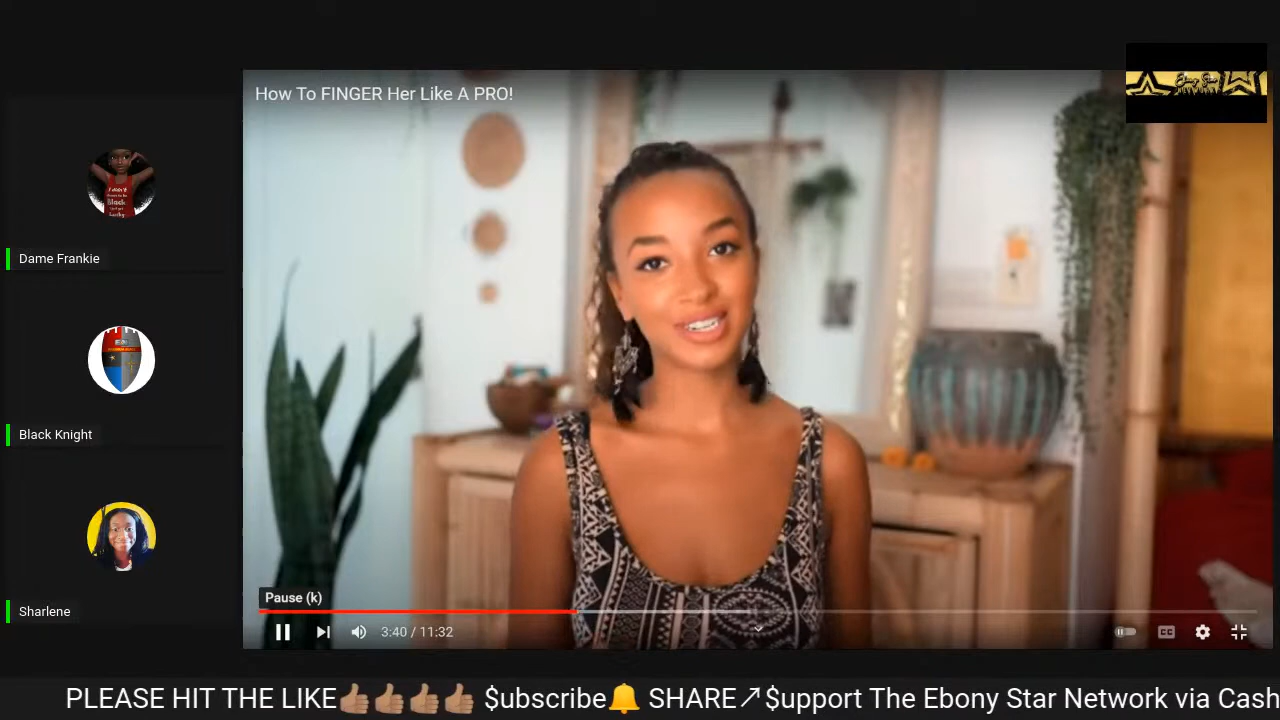 How To FINGER Her Like A PRO!
Dame Frankie
Black Knight
Sharlene
Pause (k)
3:40 / 11:32
CC
PLEASE HIT THE LIKE👍🏽👍🏽👍🏽👍🏽 $ubscribe🔔 SHARE↗$upport The Ebony Star Network via Cash